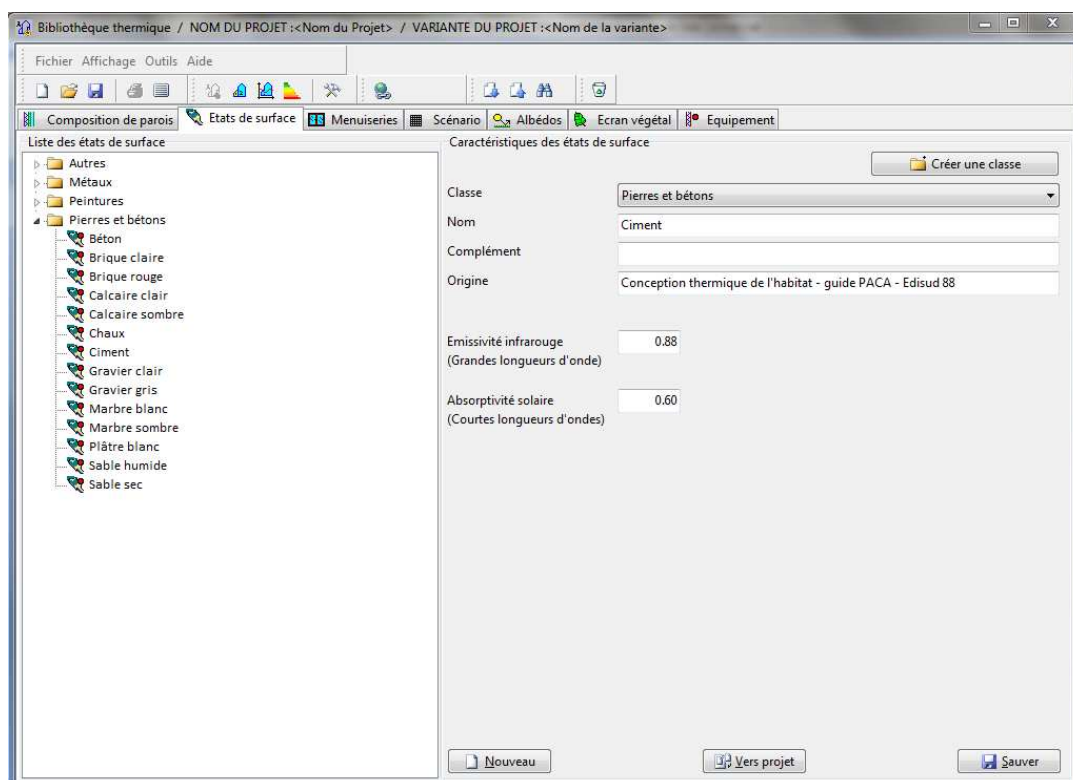 Bibliothèque thermique / NOM DU PROJET :<Nom du Projet> / VARIANTE DU PROJET :<Nom de la variante>
Fichier Affichage Outils Aide
Composition de parois Etats de surface Menuiseries Scénario Albédos Ecran végétal Equipement
Liste des états de surface
Autres
Métaux
Peintures
Pierres et bétons
Béton
Brique claire
Brique rouge
Calcaire clair
Calcaire sombre
Chaux
Ciment
Gravier clair
Gravier gris
Marbre blanc
Marbre sombre
Plâtre blanc
Sable humide
Sable sec
Caractéristiques des états de surface
Créer une classe
Classe Pierres et bétons
Nom Ciment
Complément
Origine Conception thermique de l'habitat - guide PACA - Edisud 88
Emissivité infrarouge 0.88
(Grandes longueurs d'onde)
Absorptivité solaire 0.60
(Courtes longueurs d'ondes)
Nouveau Vers projet Sauver